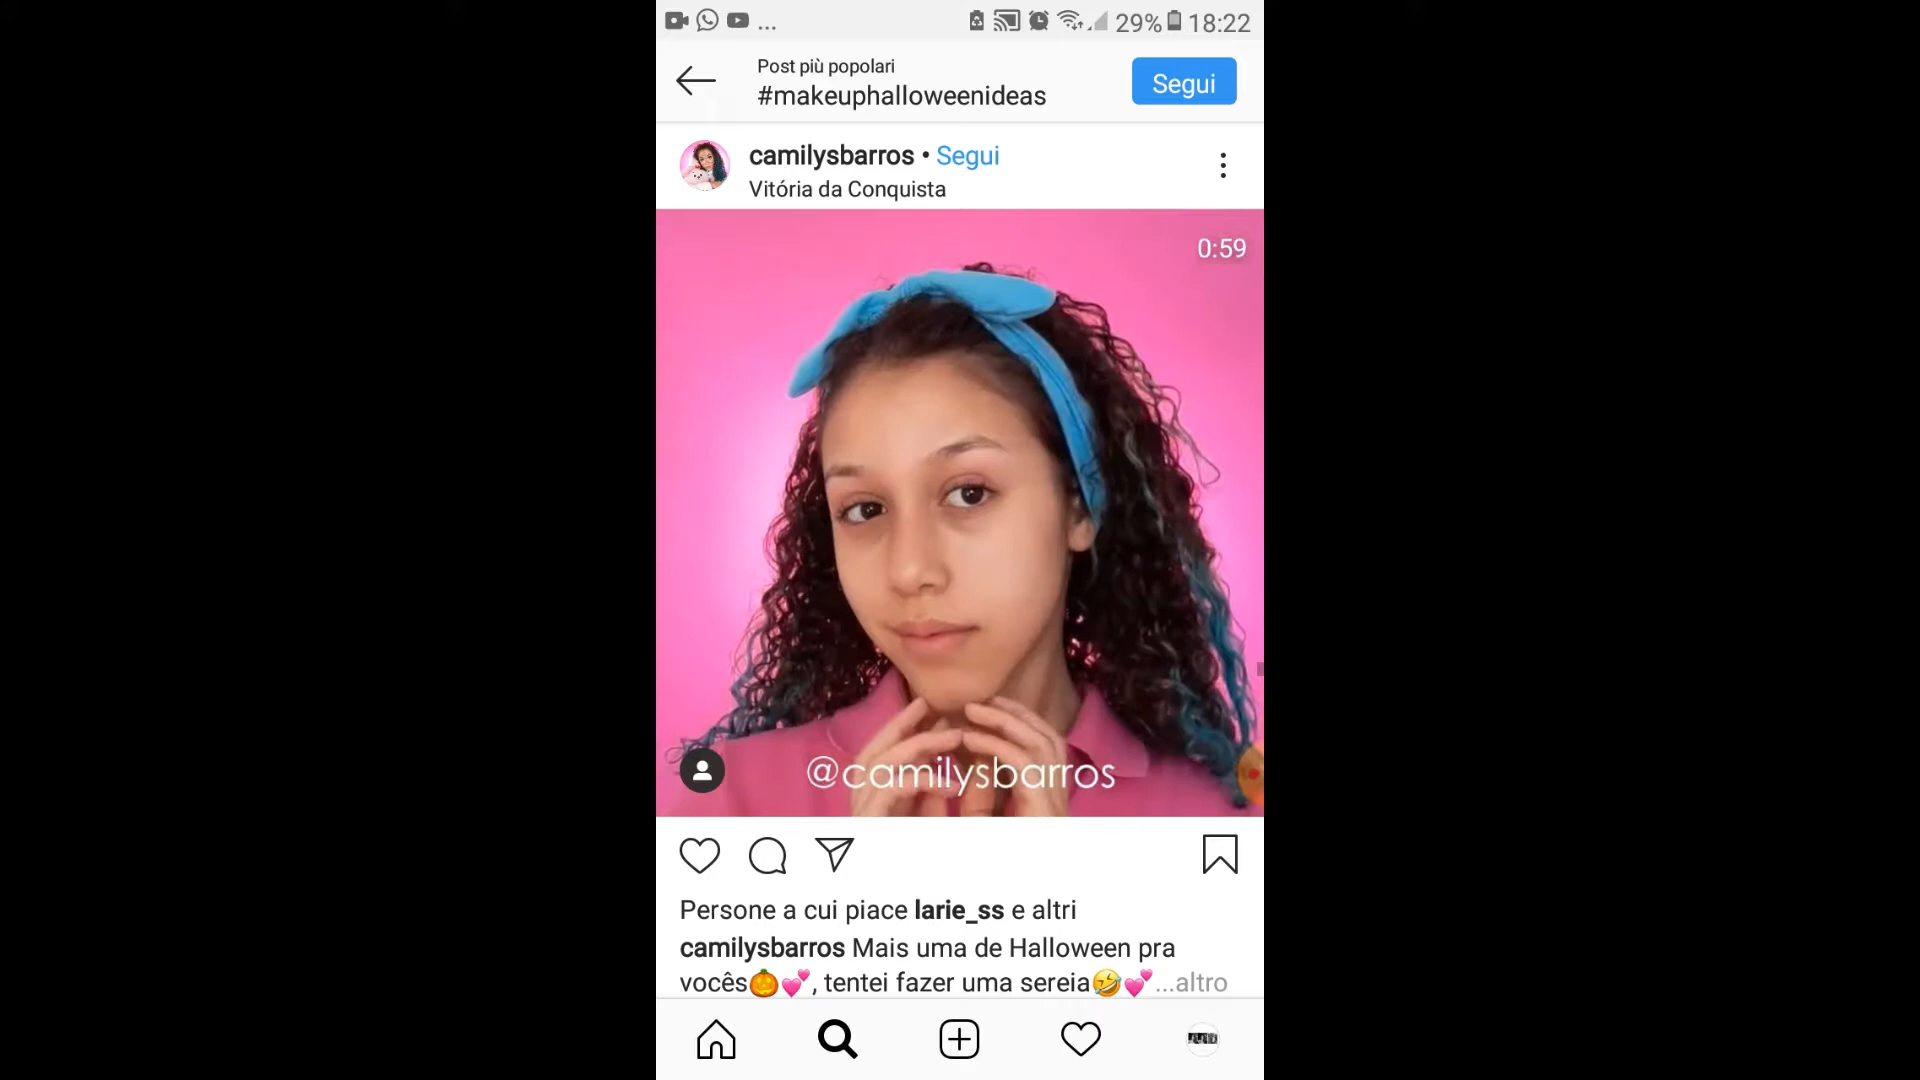 ... 29% 18:22
Post più popolari
#makeuphalloweenideas
Segui
camilysbarros • Segui
Vitória da Conquista
0:59
@camilysbarros
Persone a cui piace larie_ss e altri
camilysbarros Mais uma de Halloween pra
vocês🎃💕, tentei fazer uma sereia🤣💕 ...altro